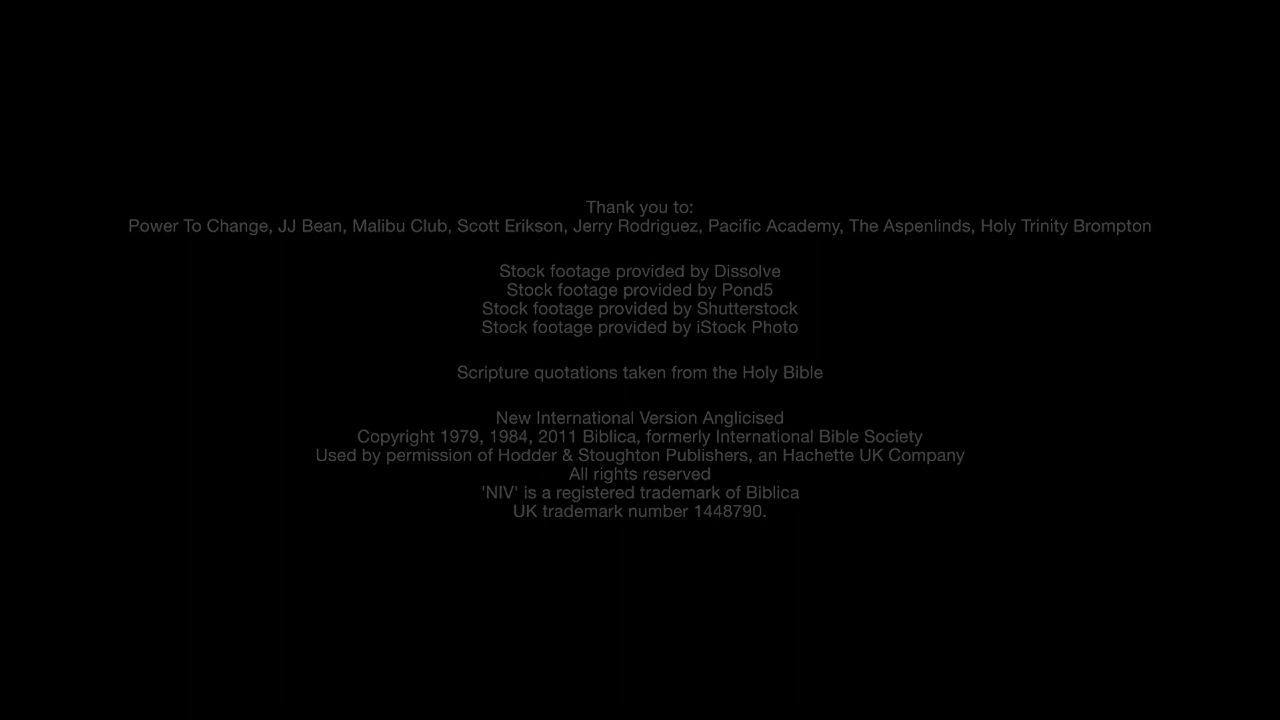 Thank you to:
Power To Change, JJ Bean, Malibu Club, Scott Erikson, Jerry Rodriguez, Pacific Academy, The Aspenlinds, Holy Trinity Brompton
Stock footage provided by Dissolve
Stock footage provided by Pond5
Stock footage provided by Shutterstock
Stock footage provided by iStock Photo
Scripture quotations taken from the Holy Bible
New International Version Anglicised
Copyright 1979, 1984, 2011 Biblica, formerly International Bible Society
Used by permission of Hodder & Stoughton Publishers, an Hachette UK Company
All rights reserved
'NIV' is a registered trademark of Biblica
UK trademark number 1448790.